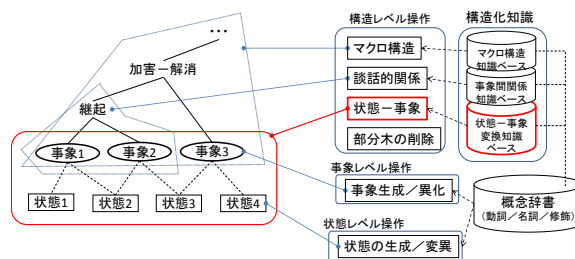 …
加害－解消
継起
事象1
事象2
事象3
状態1
状態2
状態3
状態4
構造レベル操作
マクロ構造
談話的関係
状態－事象
部分木の削除
事象レベル操作
事象生成／異化
状態レベル操作
状態の生成／変異
構造化知識
マクロ構造
知識ベース
事象間関係
知識ベース
状態－事象
変換知識
ベース
概念辞書
（動詞／名詞／修飾）